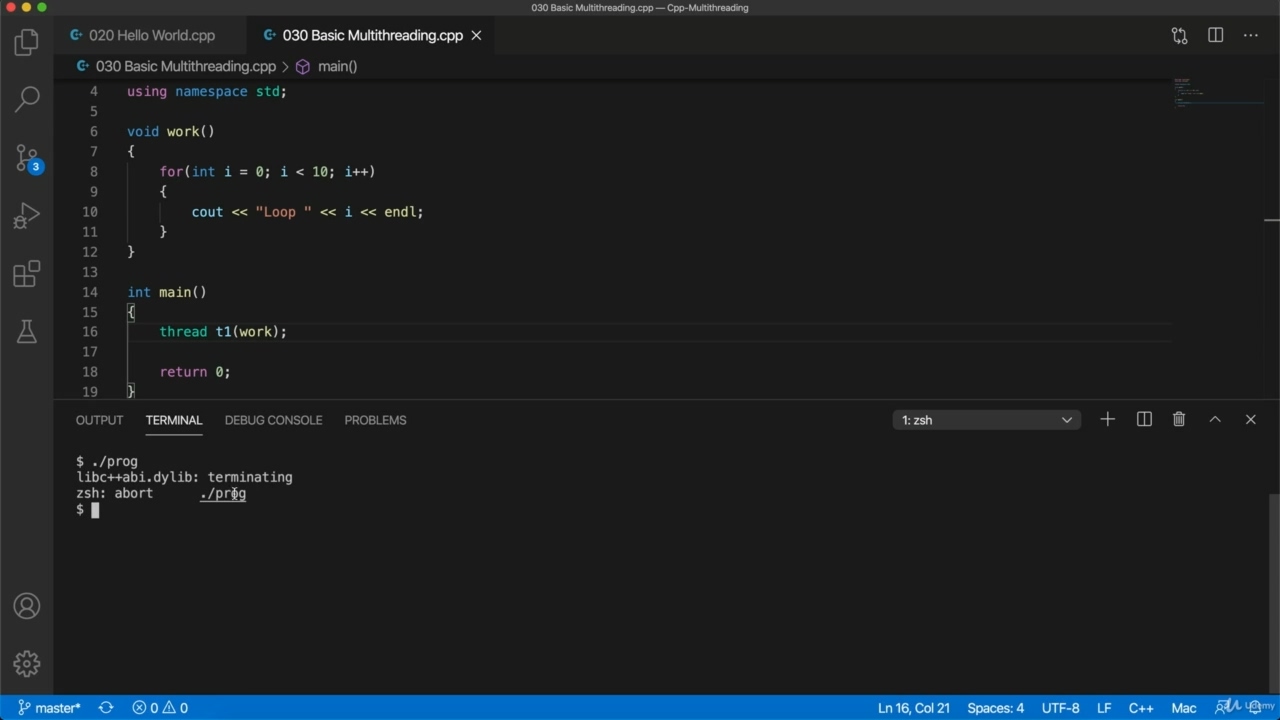 030 Basic Multithreading.cpp — Cpp-Multithreading
020 Hello World.cpp
030 Basic Multithreading.cpp
030 Basic Multithreading.cpp > main()
4 using namespace std;
5
6 void work()
7 {
8 for(int i = 0; i < 10; i++)
9 {
10 cout << "Loop " << i << endl;
11 }
12 }
13
14 int main()
15 {
16 thread t1(work);
17
18 return 0;
19 }
3
OUTPUT TERMINAL DEBUG CONSOLE PROBLEMS 1: zsh
$ ./prog
libc++abi.dylib: terminating
zsh: abort ./prog
$
master* 0 0 Ln 16, Col 21 Spaces: 4 UTF-8 LF C++ Mac
Udemy